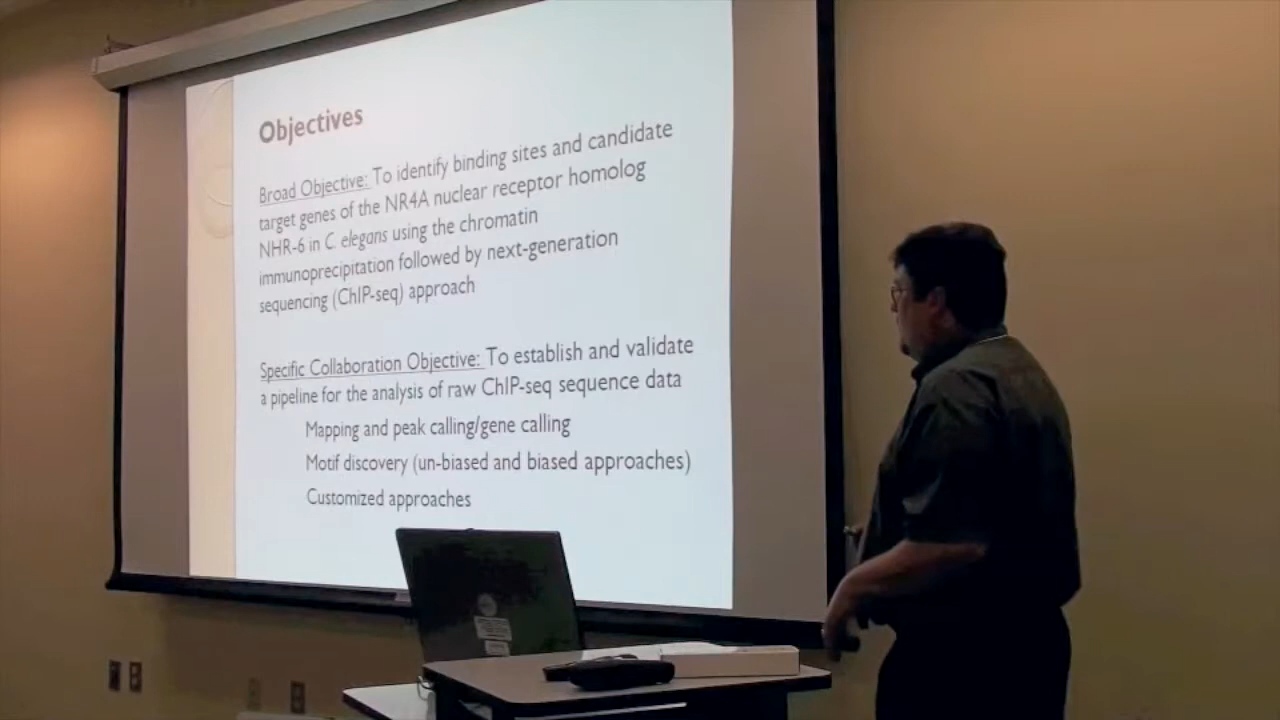 Objectives
Broad Objective: To identify binding sites and candidate
target genes of the NR4A nuclear receptor homolog
NHR-6 in C. elegans using the chromatin
immunoprecipitation followed by next-generation
sequencing (ChIP-seq) approach
Specific Collaboration Objective: To establish and validate
a pipeline for the analysis of raw ChIP-seq sequence data
Mapping and peak calling/gene calling
Motif discovery (un-biased and biased approaches)
Customized approaches